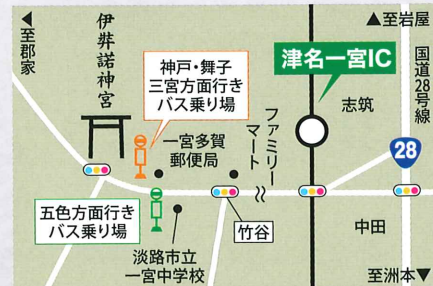 ◀至郡家
伊弉諾神宮
神戸・舞子
三宮方面行き
バス乗り場
一宮多賀
郵便局
ファミリー
マート
津名一宮IC
▲至岩屋
国道28号線
志筑
28
五色方面行き
バス乗り場
淡路市立
一宮中学校
竹谷
中田
至洲本▼